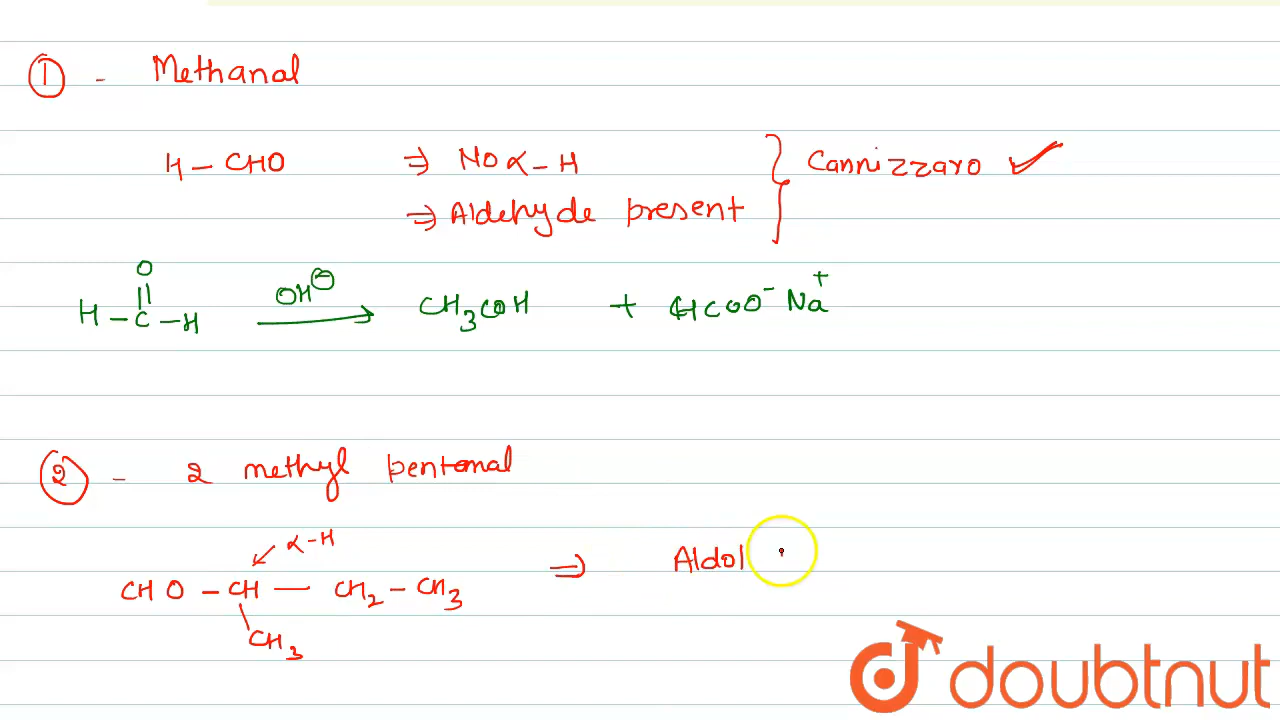 ① - Methanal
H - CHO ⇒ No α - H
⇒ Aldehyde present } Cannizzaro ✓
O
||
H - C - H OH⊖ → CH3COH + HCOO⁻ Na⁺
② - 2 methyl pentanal
α-H
CHO - CH - CH2 - CH3 ⇒ Aldol
CH3
doubtnut